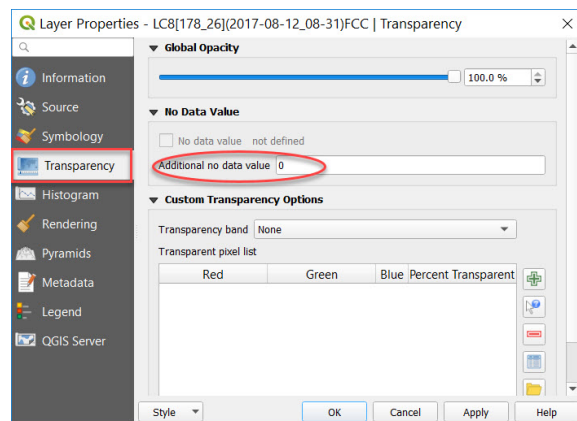 Layer Properties - LC8[178_26](2017-08-12_08-31)FCC | Transparency
Information
Source
Symbology
Transparency
Histogram
Rendering
Pyramids
Metadata
Legend
QGIS Server
Global Opacity
100.0 %
No Data Value
No data value not defined
Additional no data value 0
Custom Transparency Options
Transparency band None
Transparent pixel list
Red Green Blue Percent Transparent
Style OK Cancel Apply Help